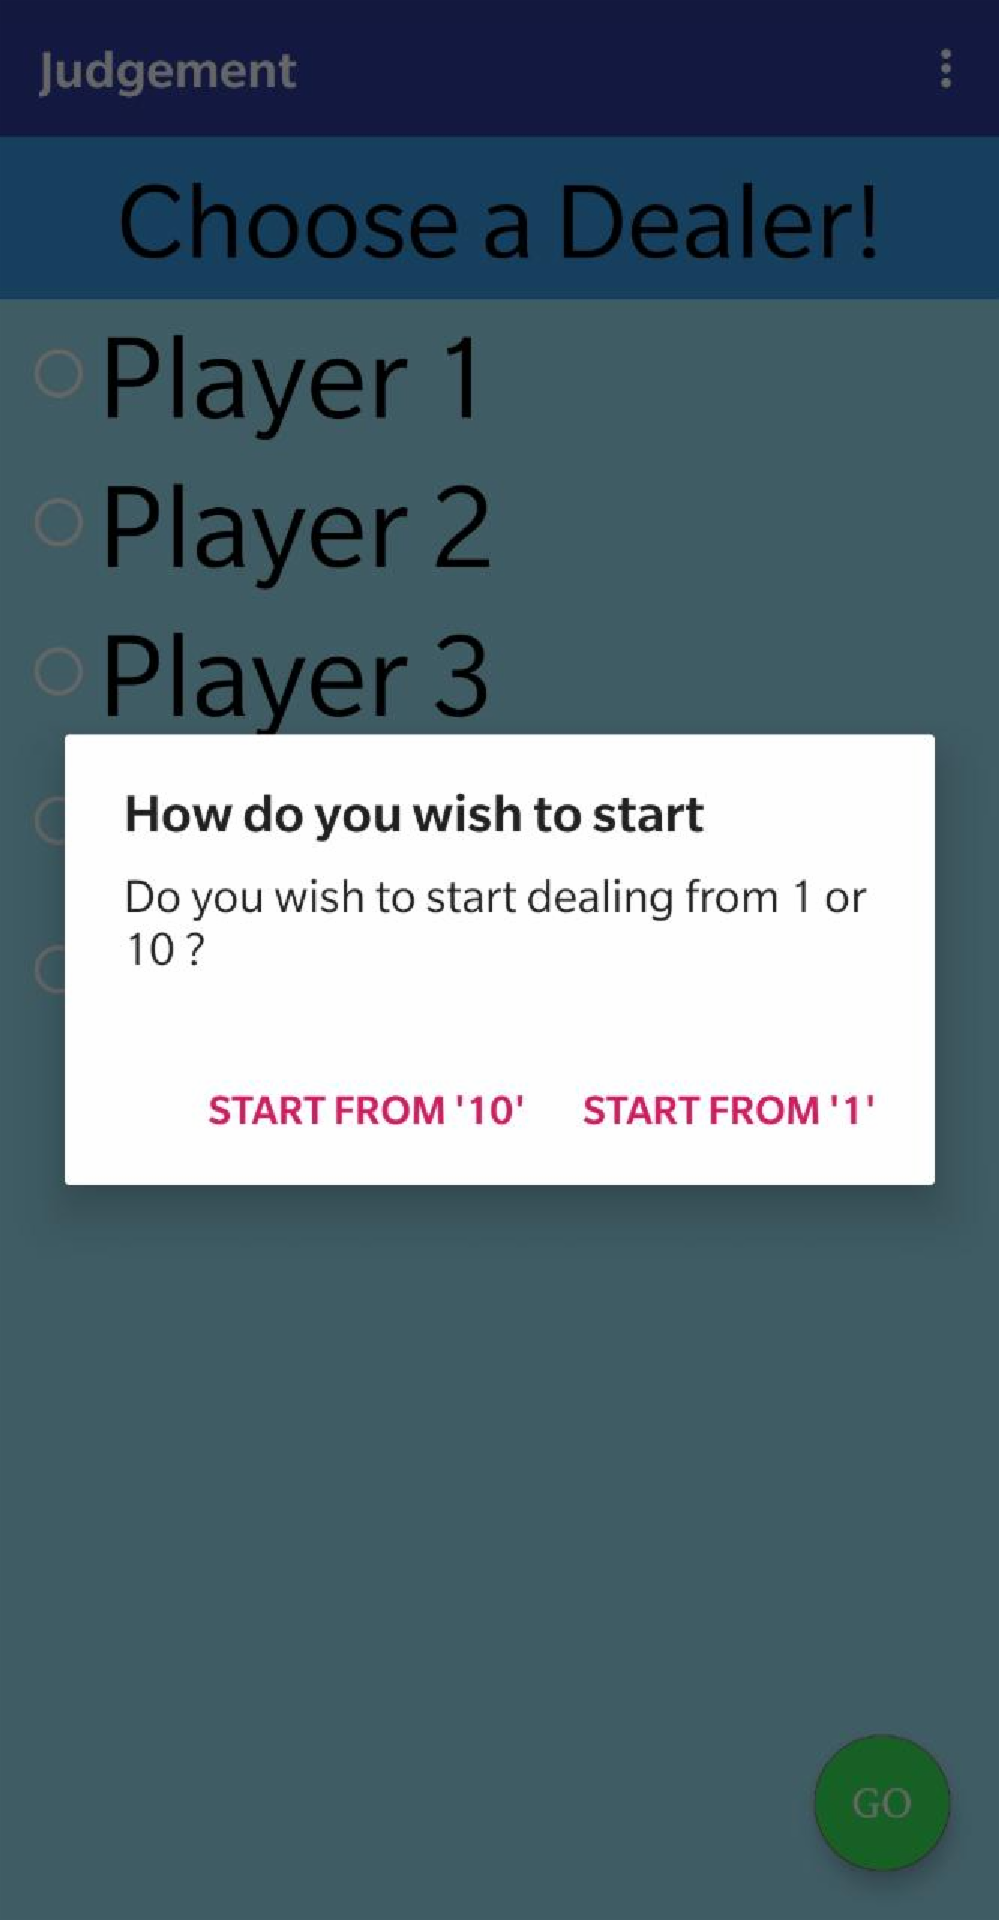 Judgement
Choose a Dealer!
Player 1
Player 2
Player 3
How do you wish to start
Do you wish to start dealing from 1 or
10 ?
START FROM '10' START FROM '1'
GO